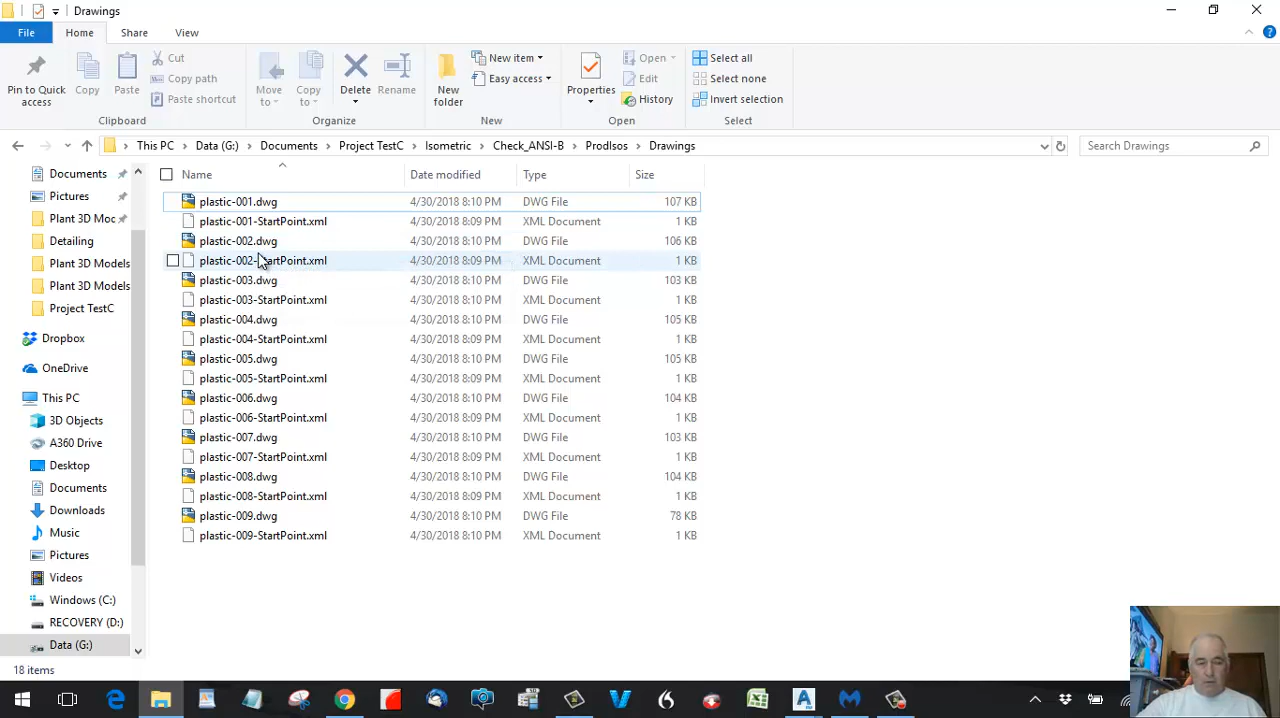 Drawings
File Home Share View
Pin to Quick access
Copy
Paste
Cut
Copy path
Paste shortcut
Clipboard
Move to
Copy to
Delete
Rename
Organize
New folder
New item
Easy access
New
Properties
Open
Edit
History
Open
Select all
Select none
Invert selection
Select
This PC > Data (G:) > Documents > Project TestC > Isometric > Check_ANSI-B > ProdIsos > Drawings
Search Drawings
Documents
Pictures
Plant 3D Moc
Detailing
Plant 3D Models
Plant 3D Models
Project TestC
Dropbox
OneDrive
This PC
3D Objects
A360 Drive
Desktop
Documents
Downloads
Music
Pictures
Videos
Windows (C:)
RECOVERY (D:)
Data (G:)
Name Date modified Type Size
plastic-001.dwg 4/30/2018 8:10 PM DWG File 107 KB
plastic-001-StartPoint.xml 4/30/2018 8:09 PM XML Document 1 KB
plastic-002.dwg 4/30/2018 8:10 PM DWG File 106 KB
plastic-002-StartPoint.xml 4/30/2018 8:09 PM XML Document 1 KB
plastic-003.dwg 4/30/2018 8:10 PM DWG File 103 KB
plastic-003-StartPoint.xml 4/30/2018 8:09 PM XML Document 1 KB
plastic-004.dwg 4/30/2018 8:10 PM DWG File 105 KB
plastic-004-StartPoint.xml 4/30/2018 8:09 PM XML Document 1 KB
plastic-005.dwg 4/30/2018 8:10 PM DWG File 105 KB
plastic-005-StartPoint.xml 4/30/2018 8:09 PM XML Document 1 KB
plastic-006.dwg 4/30/2018 8:10 PM DWG File 104 KB
plastic-006-StartPoint.xml 4/30/2018 8:09 PM XML Document 1 KB
plastic-007.dwg 4/30/2018 8:10 PM DWG File 103 KB
plastic-007-StartPoint.xml 4/30/2018 8:09 PM XML Document 1 KB
plastic-008.dwg 4/30/2018 8:10 PM DWG File 104 KB
plastic-008-StartPoint.xml 4/30/2018 8:09 PM XML Document 1 KB
plastic-009.dwg 4/30/2018 8:10 PM DWG File 78 KB
plastic-009-StartPoint.xml 4/30/2018 8:10 PM XML Document 1 KB
18 items